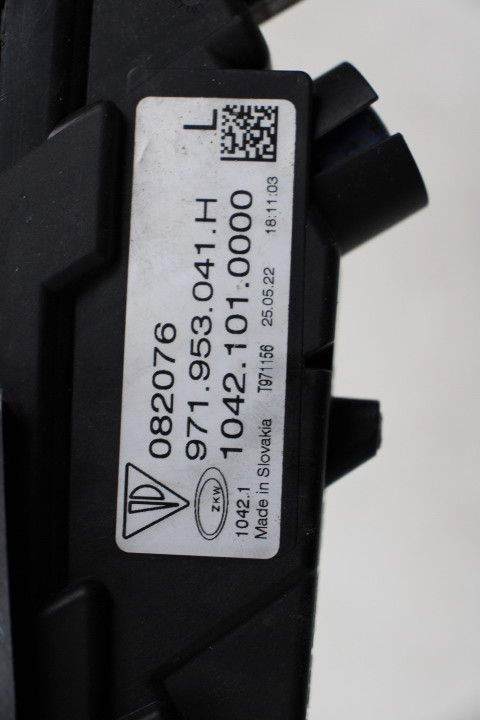 082076 L
971.953.041.H
1042.101.0000
ZKW
1042.1
Made in Slovakia T971156 25.05.22 18:11:03